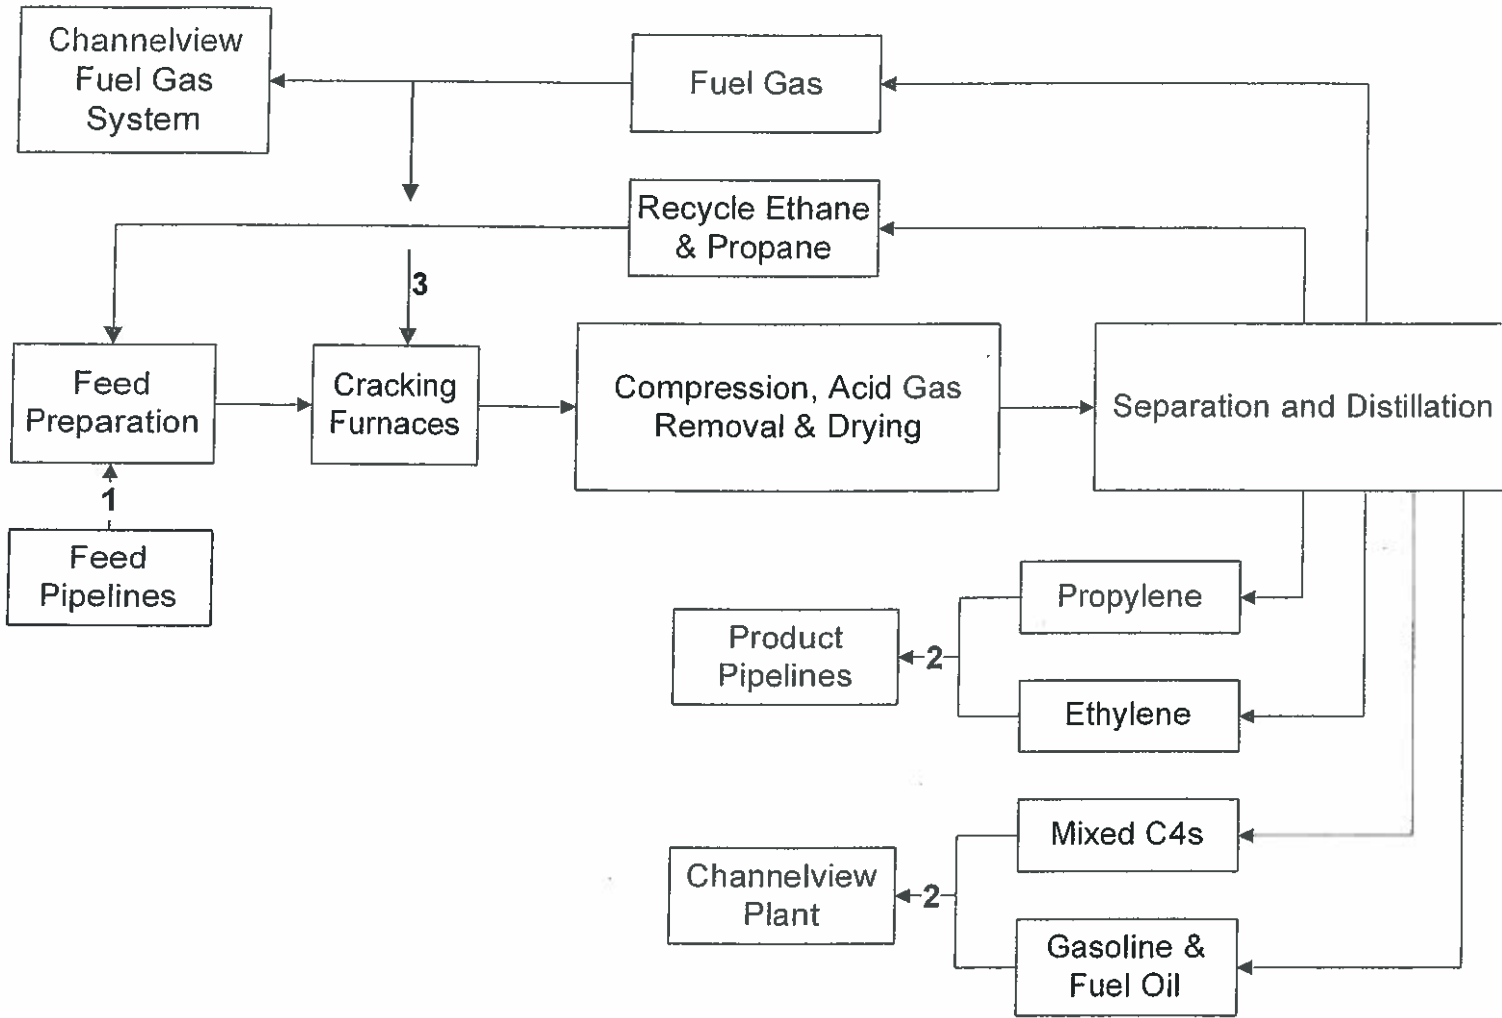 Channelview
Fuel Gas
System
Fuel Gas
Recycle Ethane
& Propane
3
Feed
Preparation
Cracking
Furnaces
Compression, Acid Gas
Removal & Drying
Separation and Distillation
1
Feed
Pipelines
Propylene
Product
Pipelines
2
Ethylene
Mixed C4s
Channelview
Plant
2
Gasoline &
Fuel Oil